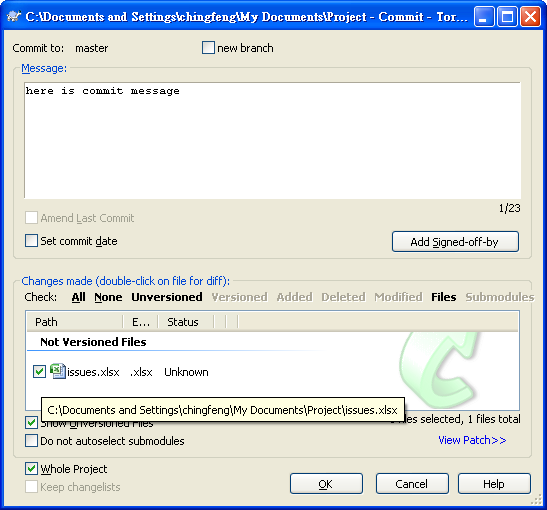 C:\Documents and Settings\chingfeng\My Documents\Project - Commit - Tor...
Commit to: master new branch
Message:
here is commit message
1/23
Amend Last Commit
Set commit date
Add Signed-off-by
Changes made (double-click on file for diff):
Check: All None Unversioned Versioned Added Deleted Modified Files Submodules
Path E... Status
Not Versioned Files
issues.xlsx .xlsx Unknown
C:\Documents and Settings\chingfeng\My Documents\Project\issues.xlsx
Show Unversioned Files
files selected, 1 files total
Do not autoselect submodules
View Patch>>
Whole Project
Keep changelists
OK Cancel Help